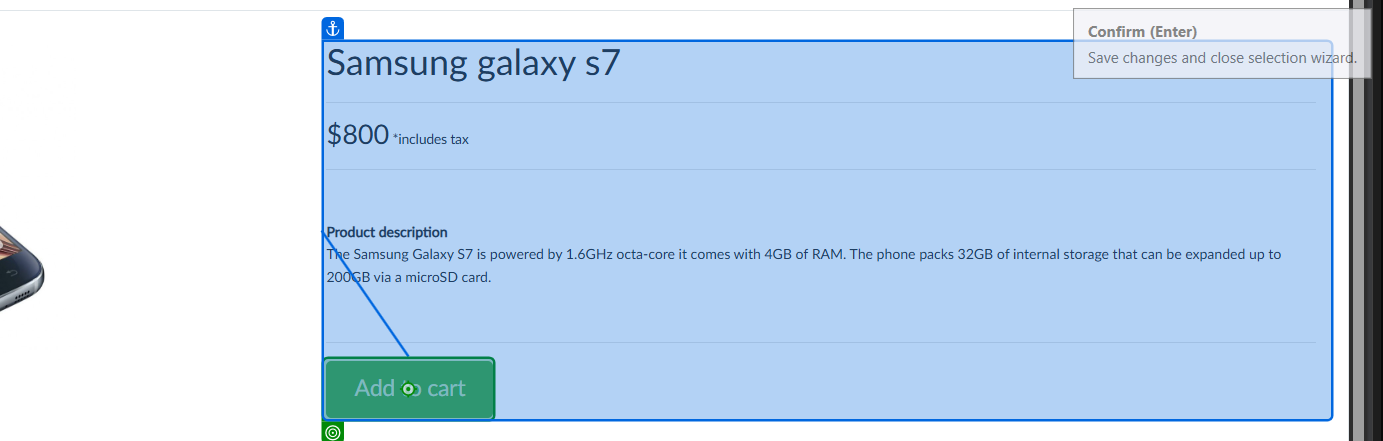 Confirm (Enter)
Save changes and close selection wizard.
Samsung galaxy s7
$800 *includes tax
Product description
The Samsung Galaxy S7 is powered by 1.6GHz octa-core it comes with 4GB of RAM. The phone packs 32GB of internal storage that can be expanded up to
200GB via a microSD card.
Add to cart